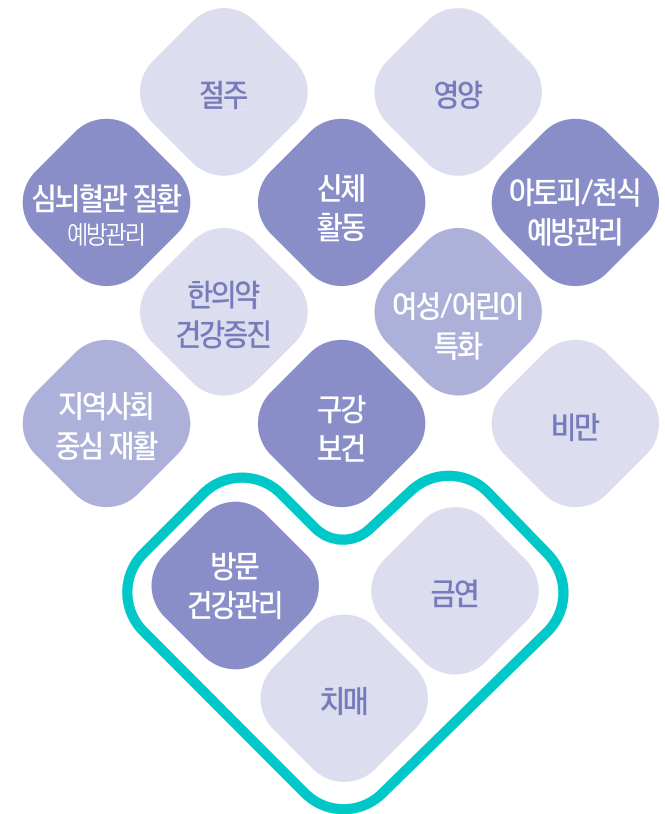 절주
영양
심뇌혈관 질환
예방관리
신체
활동
아토피/천식
예방관리
한의약
건강증진
여성/어린이
특화
지역사회
중심 재활
구강
보건
비만
방문
건강관리
금연
치매